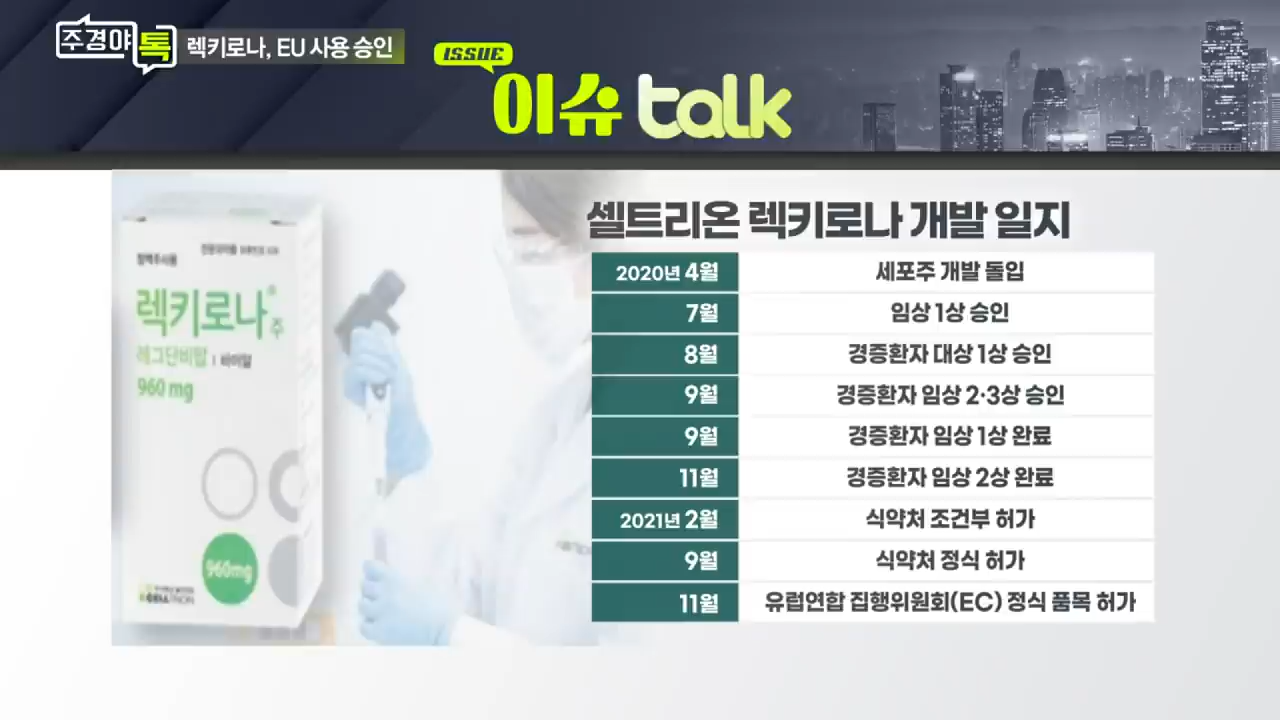 주경야톡
렉키로나, EU 사용 승인
ISSUE
이슈 talk
셀트리온 렉키로나 개발 일지
2020년 4월 세포주 개발 돌입
7월 임상 1상 승인
8월 경증환자 대상 1상 승인
9월 경증환자 임상 2·3상 승인
9월 경증환자 임상 1상 완료
11월 경증환자 임상 2상 완료
2021년 2월 식약처 조건부 허가
9월 식약처 정식 허가
11월 유럽연합 집행위원회(EC) 정식 품목 허가
렉키로나주
레그단비맙 | 바이알
960 mg
960mg
CELLTRION